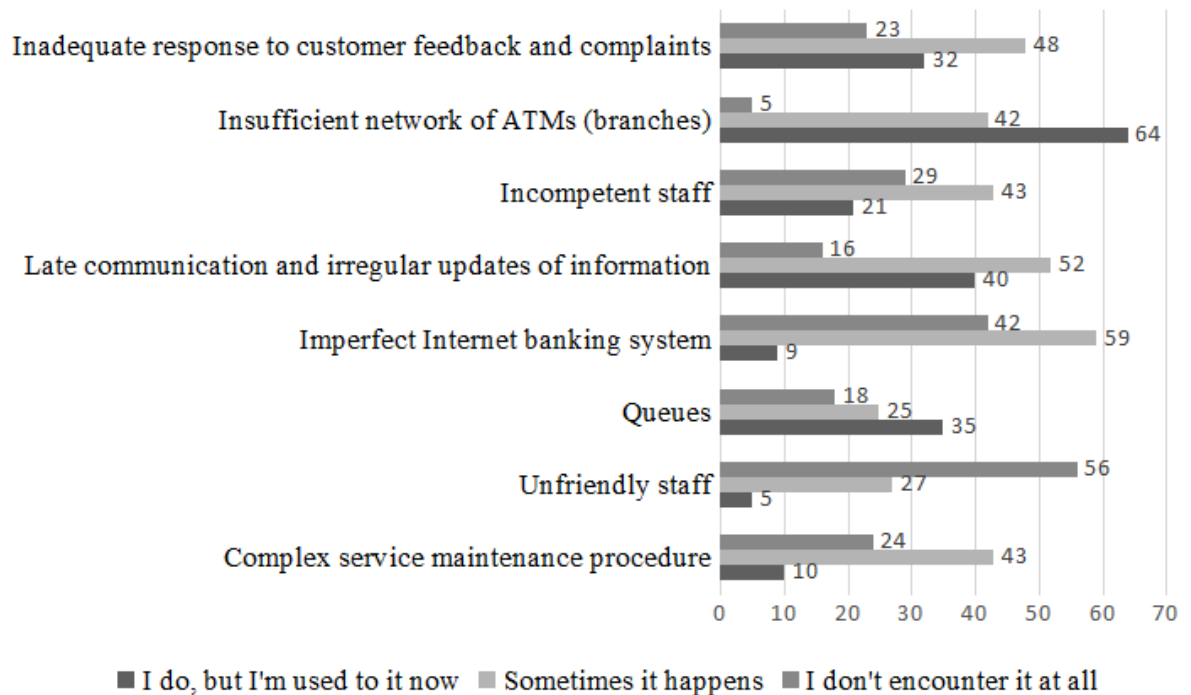 23
Inadequate response to customer feedback and complaints 48
32
5
Insufficient network of ATMs (branches) 42
64
29
Incompetent staff 43
21
16
Late communication and irregular updates of information 52
40
42
Imperfect Internet banking system 59
9
18
Queues 25
35
56
Unfriendly staff 27
5
24
Complex service maintenance procedure 43
10
0 10 20 30 40 50 60 70
I do, but I'm used to it now Sometimes it happens I don't encounter it at all